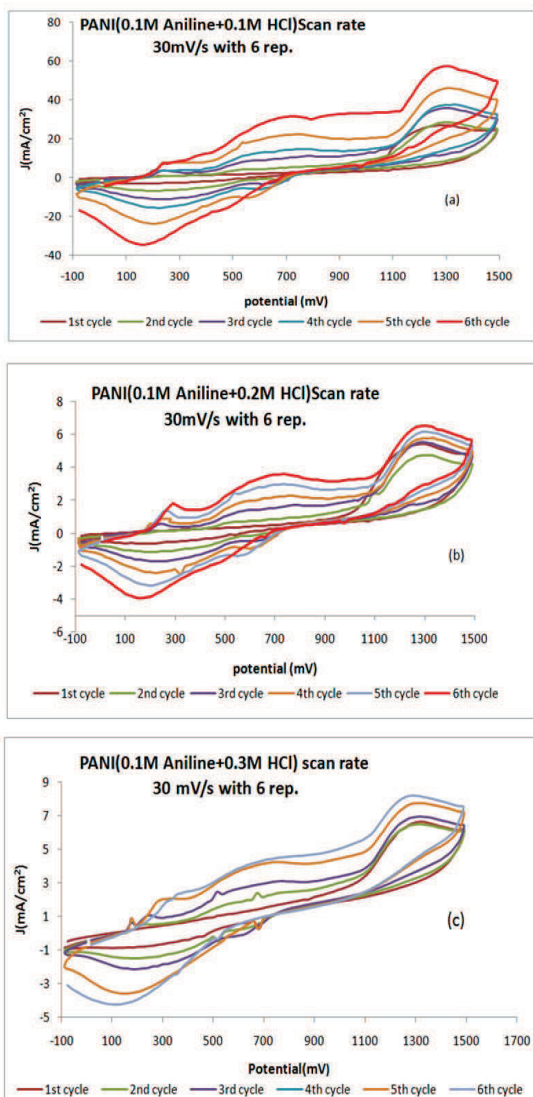 PANI(0.1M Aniline+0.1M HCl)Scan rate
30mV/s with 6 rep.
J(mA/cm²)
80
60
40
20
0
-20
-40
(a)
-100 100 300 500 700 900 1100 1300 1500
potential (mV)
1st cycle 2nd cycle 3rd cycle 4th cycle 5th cycle 6th cycle
PANI(0.1M Aniline+0.2M HCl)Scan rate
30mV/s with 6 rep.
J(mA/cm²)
8
6
4
2
0
-2
-4
-6
(b)
-100 100 300 500 700 900 1100 1300 1500
potential (mV)
1st cycle 2nd cycle 3rd cycle 4th cycle 5th cycle 6th cycle
PANI(0.1M Aniline+0.3M HCl) scan rate
30 mV/s with 6 rep.
J(mA/cm²)
9
7
5
3
1
-1
-3
-5
(c)
-100 100 300 500 700 900 1100 1300 1500 1700
Potential(mV)
1st cycle 2nd cycle 3rd cycle 4th cycle 5th cycle 6th cycle